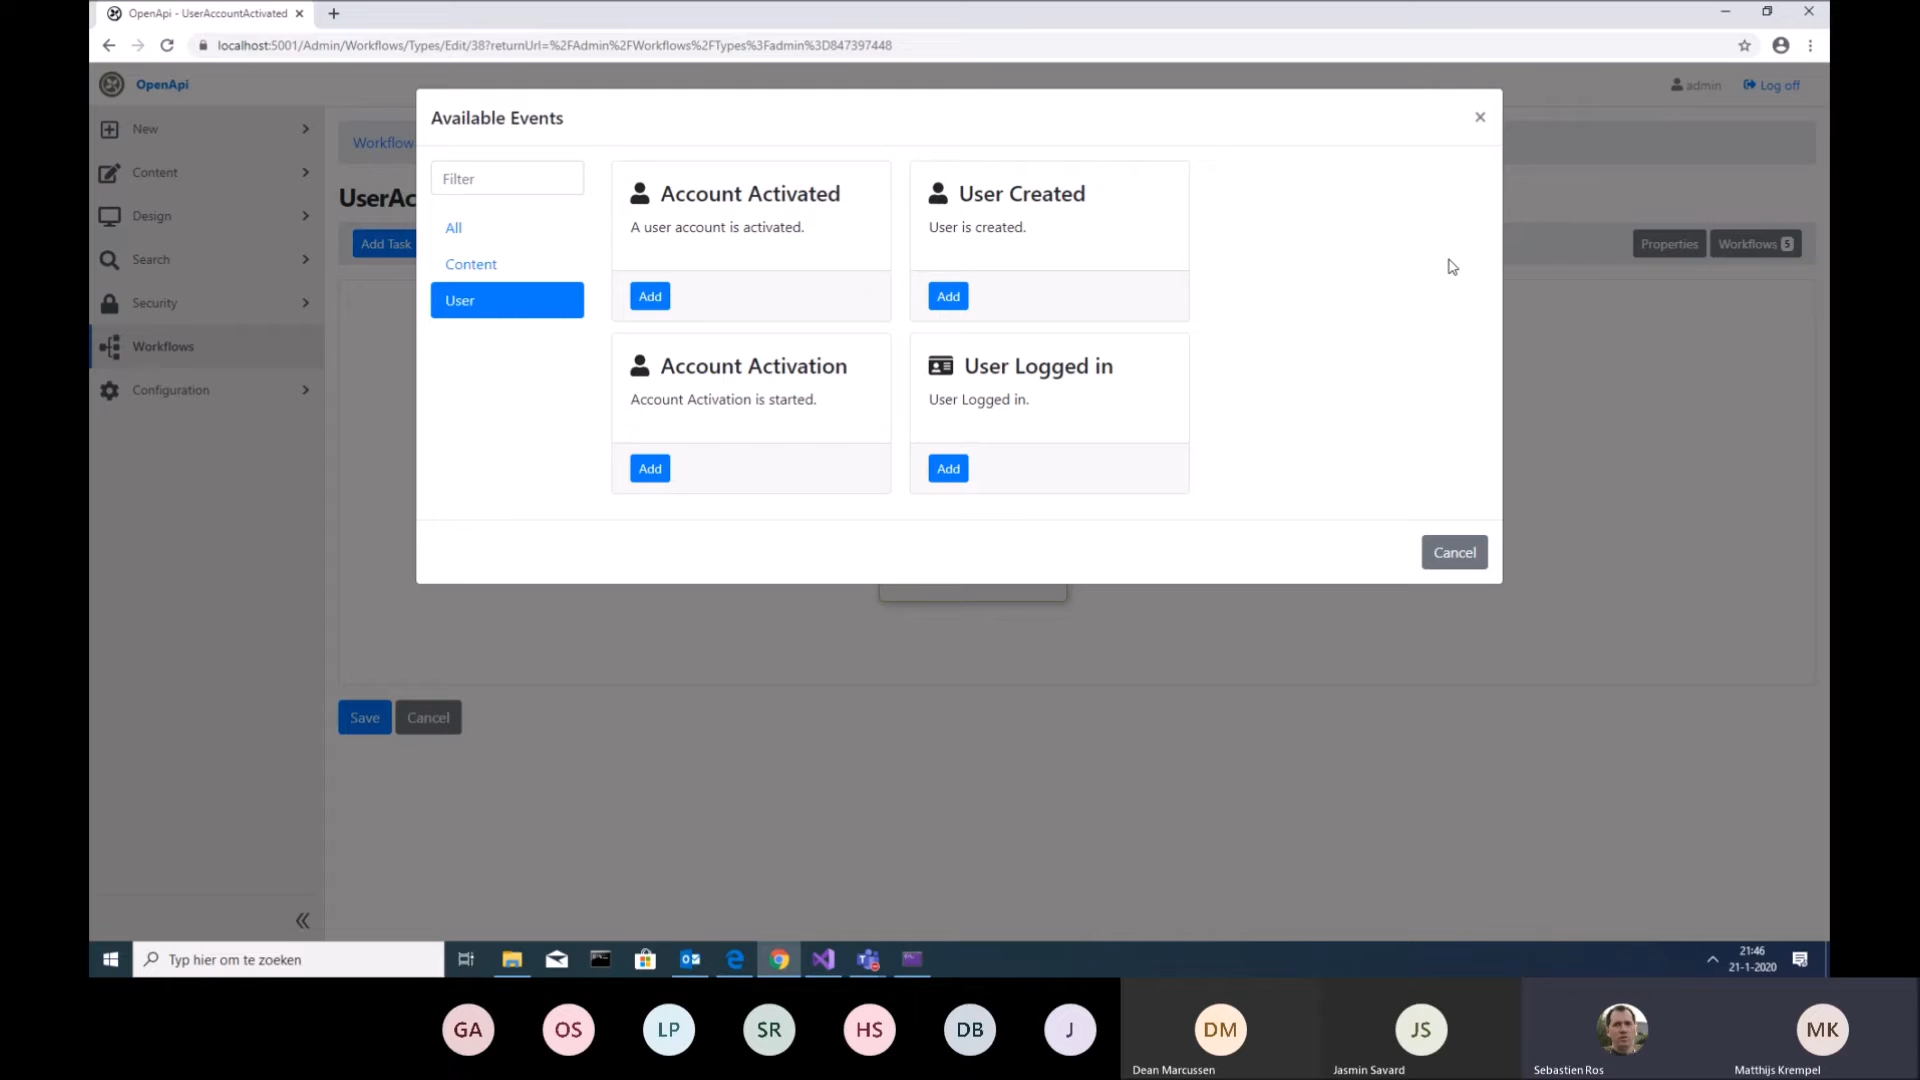 OpenApi - UserAccountActivated
localhost:5001/Admin/Workflows/Types/Edit/38?returnUrl=%2FAdmin%2FWorkflows%2FTypes%3Fadmin%3D847397448
OpenApi
admin
Log off
New
Content
Design
Search
Security
Workflows
Configuration
Workflow
UserAc
Add Task
Properties
Workflows 5
Available Events
Filter
All
Content
User
Account Activated
A user account is activated.
Add
User Created
User is created.
Add
Account Activation
Account Activation is started.
Add
User Logged in
User Logged in.
Add
Cancel
Save
Cancel
Typ hier om te zoeken
21:46
21-1-2020
GA
OS
LP
SR
HS
DB
J
DM
JS
MK
Dean Marcussen
Jasmin Savard
Sebastien Ros
Matthijs Krempel